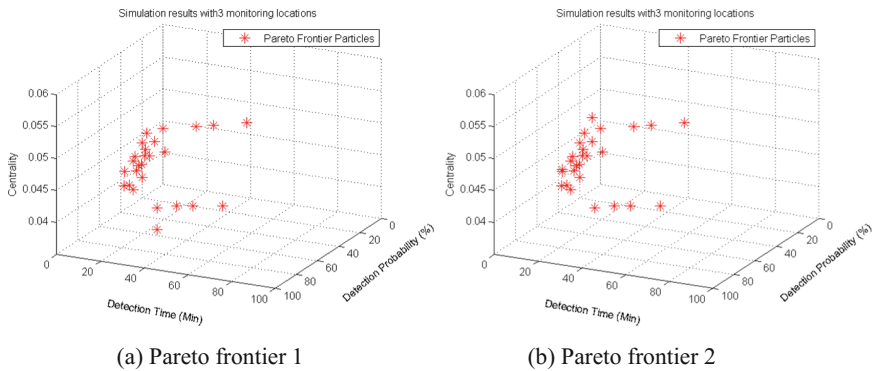 Simulation results with3 monitoring locations
Pareto Frontier Particles
0.06
0.055
0.05
0.045
0.04
Centrality
0
20
40
60
80
100
Detection Time (Min)
0
20
40
60
80
100
Detection Probability (%)
(a) Pareto frontier 1
Simulation results with3 monitoring locations
Pareto Frontier Particles
0.06
0.055
0.05
0.045
0.04
Centrality
0
20
40
60
80
100
Detection Time (Min)
0
20
40
60
80
100
Detection Probability (%)
(b) Pareto frontier 2